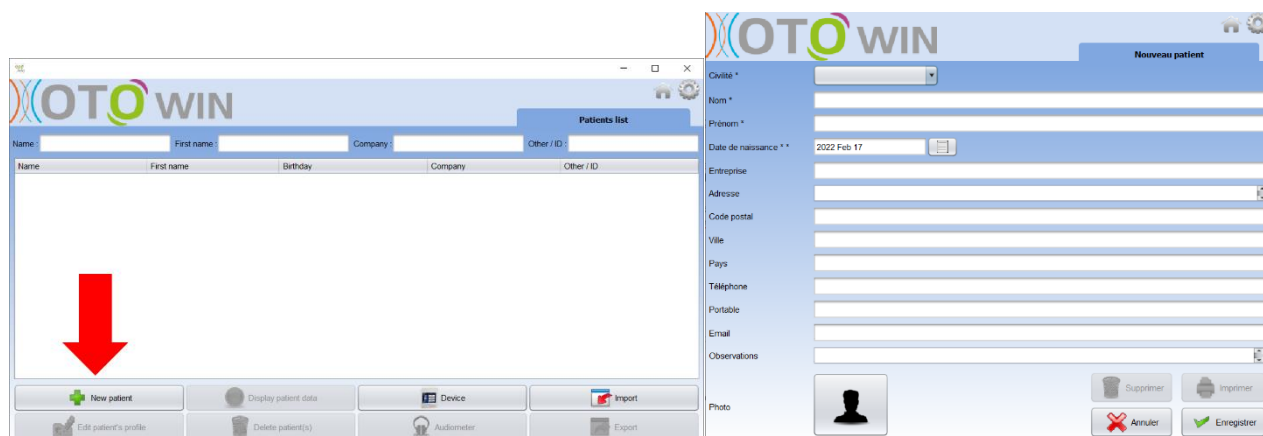 OTO WIN
Patients list
Name : First name : Company : Other / ID :
Name First name Birthday Company Other / ID
New patient Display patient data Device Import
Edit patient's profile Delete patient(s) Audiometer Export
OTO WIN
Nouveau patient
Civilité *
Nom *
Prénom *
Date de naissance * * 2022 Feb 17
Entreprise
Adresse
Code postal
Ville
Pays
Téléphone
Portable
Email
Observations
Photo
Supprimer Imprimer
Annuler Enregistrer